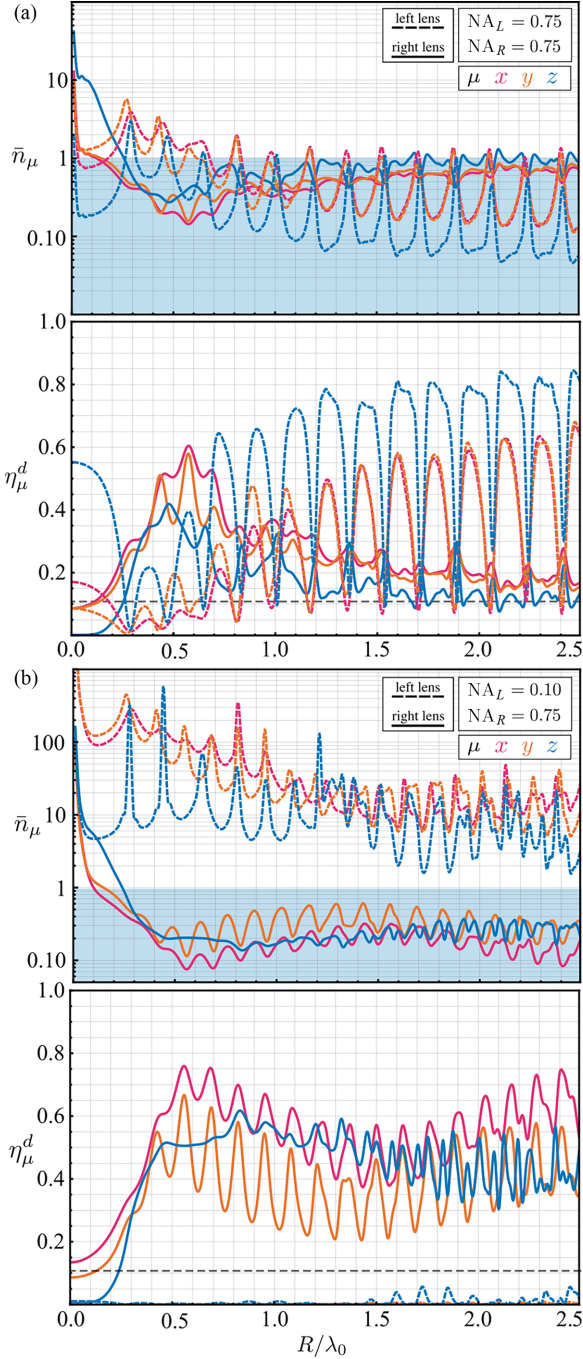 (a)
left lens
right lens
NA_L = 0.75
NA_R = 0.75
μ x y z
10
n̄_μ
1
0.10
1.0
0.8
0.6
η_μ^d
0.4
0.2
0.0 0.5 1.0 1.5 2.0 2.5
(b)
left lens
right lens
NA_L = 0.10
NA_R = 0.75
μ x y z
100
n̄_μ
10
1
0.10
1.0
0.8
0.6
η_μ^d
0.4
0.2
0.0 0.5 1.0 1.5 2.0 2.5
R/λ_0